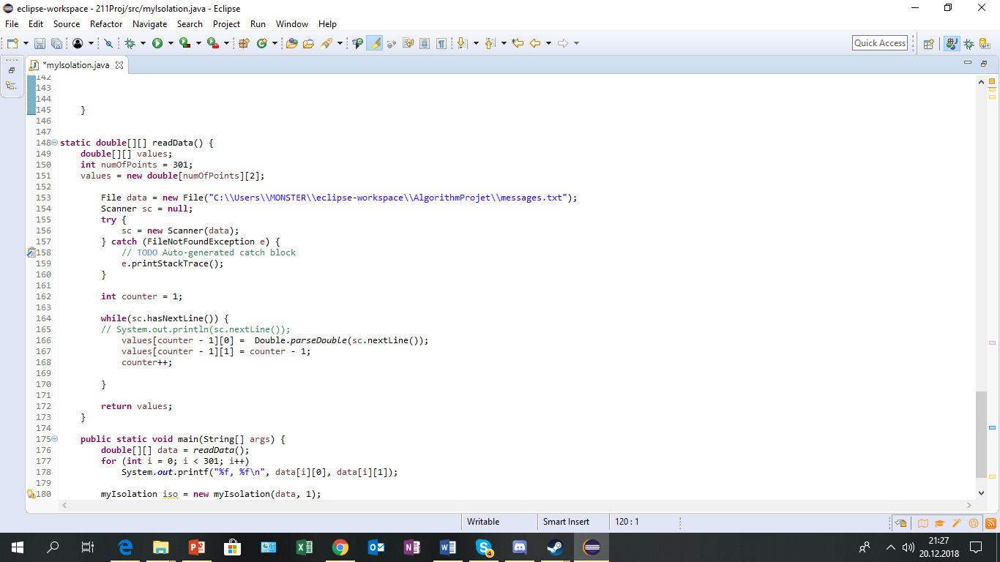 eclipse-workspace - 211Proj/src/myIsolation.java - Eclipse
File Edit Source Refactor Navigate Search Project Run Window Help
Quick Access
*myIsolation.java
142
143
144
145 }
146
147
148 static double[][] readData() {
149 double[][] values;
150 int numOfPoints = 301;
151 values = new double[numOfPoints][2];
152
153 File data = new File("C:\\Users\\MONSTER\\eclipse-workspace\\AlgorithmProjet\\messages.txt");
154 Scanner sc = null;
155 try {
156 sc = new Scanner(data);
157 } catch (FileNotFoundException e) {
158 // TODO Auto-generated catch block
159 e.printStackTrace();
160 }
161
162 int counter = 1;
163
164 while(sc.hasNextLine()) {
165 // System.out.println(sc.nextLine());
166 values[counter - 1][0] =  Double.parseDouble(sc.nextLine());
167 values[counter - 1][1] = counter - 1;
168 counter++;
169
170 }
171
172 return values;
173 }
174
175 public static void main(String[] args) {
176 double[][] data = readData();
177 for (int i = 0; i < 301; i++)
178 System.out.printf("%f, %f\n", data[i][0], data[i][1]);
179
180 myIsolation iso = new myIsolation(data, 1);
Writable Smart Insert 120 : 1
21:27
20.12.2018